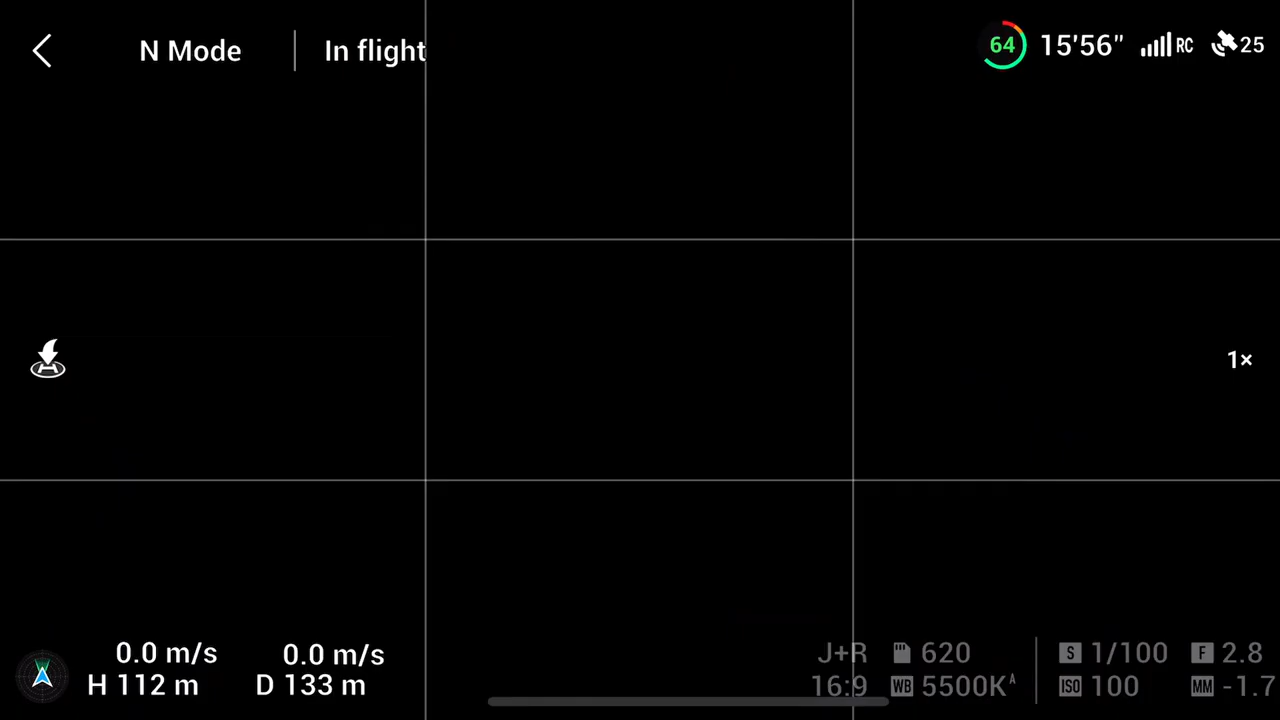 N Mode | In flight
64 15'56" RC 25
1×
0.0 m/s 0.0 m/s
H 112 m D 133 m
J+R 620 S 1/100 F 2.8
16:9 WB 5500K A ISO 100 MM -1.7